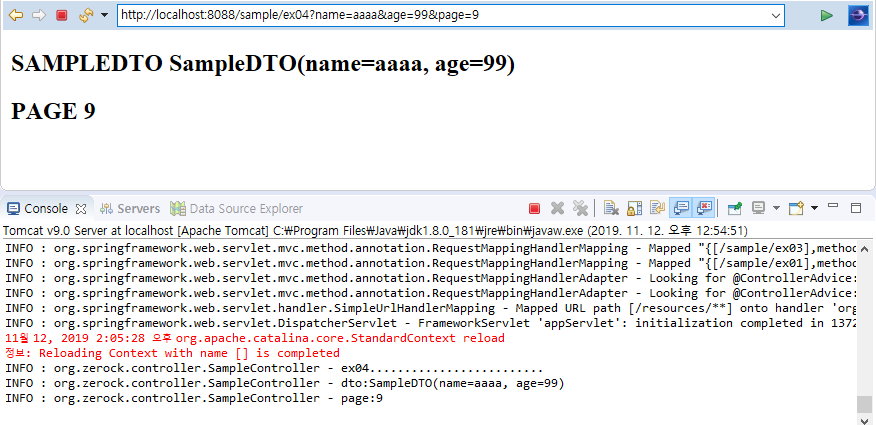 http://localhost:8088/sample/ex04?name=aaaa&age=99&page=9
SAMPLEDTO SampleDTO(name=aaaa, age=99)
PAGE 9
Console Servers Data Source Explorer
Tomcat v9.0 Server at localhost [Apache Tomcat] C:₩Program Files₩Java₩jdk1.8.0_181₩jre₩bin₩javaw.exe (2019. 11. 12. 오후 12:54:51)
INFO : org.springframework.web.servlet.mvc.method.annotation.RequestMappingHandlerMapping - Mapped "{[/sample/ex03],method
INFO : org.springframework.web.servlet.mvc.method.annotation.RequestMappingHandlerMapping - Mapped "{[/sample/ex01],method
INFO : org.springframework.web.servlet.mvc.method.annotation.RequestMappingHandlerAdapter - Looking for @ControllerAdvice:
INFO : org.springframework.web.servlet.mvc.method.annotation.RequestMappingHandlerAdapter - Looking for @ControllerAdvice:
INFO : org.springframework.web.servlet.handler.SimpleUrlHandlerMapping - Mapped URL path [/resources/**] onto handler 'org
INFO : org.springframework.web.servlet.DispatcherServlet - FrameworkServlet 'appServlet': initialization completed in 1372
11월 12, 2019 2:05:28 오후 org.apache.catalina.core.StandardContext reload
정보: Reloading Context with name [] is completed
INFO : org.zerock.controller.SampleController - ex04.........................
INFO : org.zerock.controller.SampleController - dto:SampleDTO(name=aaaa, age=99)
INFO : org.zerock.controller.SampleController - page:9